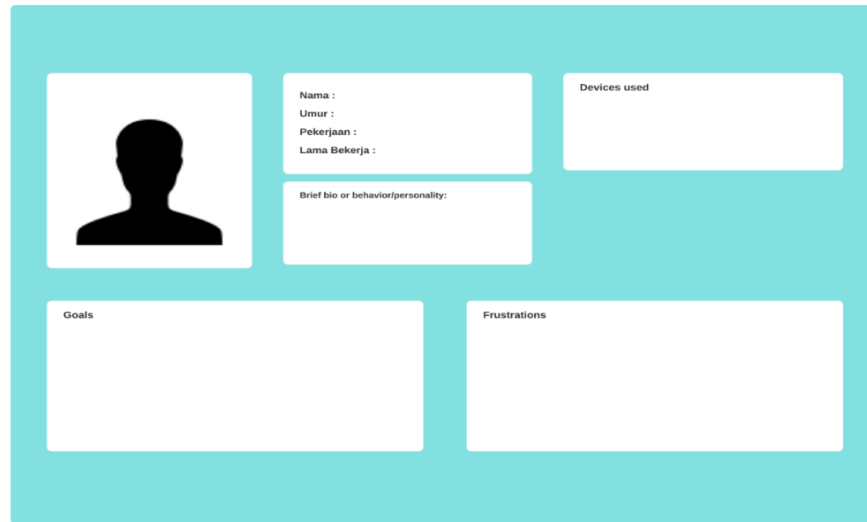 Nama :
Umur :
Pekerjaan :
Lama Bekerja :
Brief bio or behavior/personality:
Devices used
Goals
Frustrations